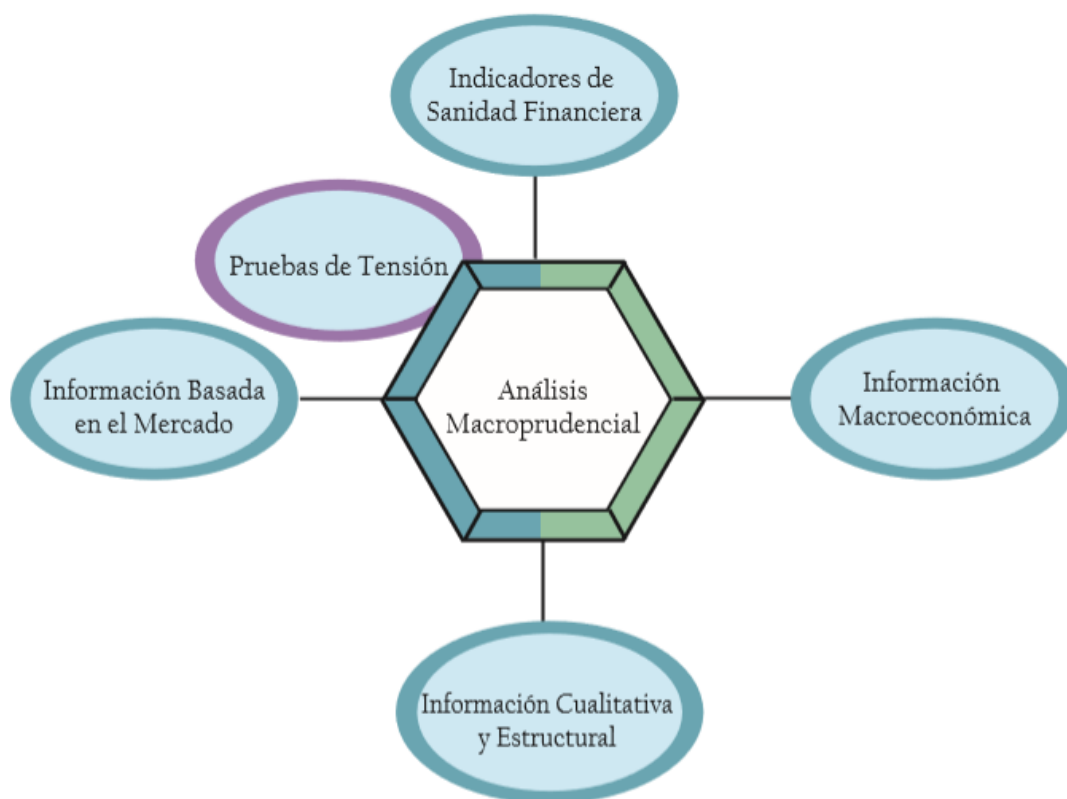 Indicadores de
Sanidad Financiera
Pruebas de Tensión
Información Basada
en el Mercado
Análisis
Macroprudencial
Información
Macroeconómica
Información Cualitativa
y Estructural